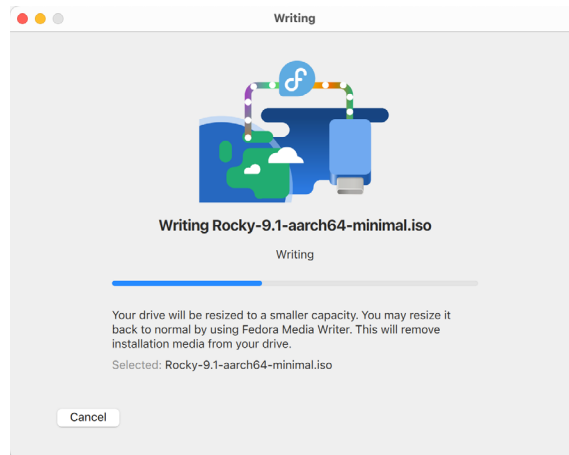 Writing
Writing Rocky-9.1-aarch64-minimal.iso
Writing
Your drive will be resized to a smaller capacity. You may resize it
back to normal by using Fedora Media Writer. This will remove
installation media from your drive.
Selected: Rocky-9.1-aarch64-minimal.iso
Cancel